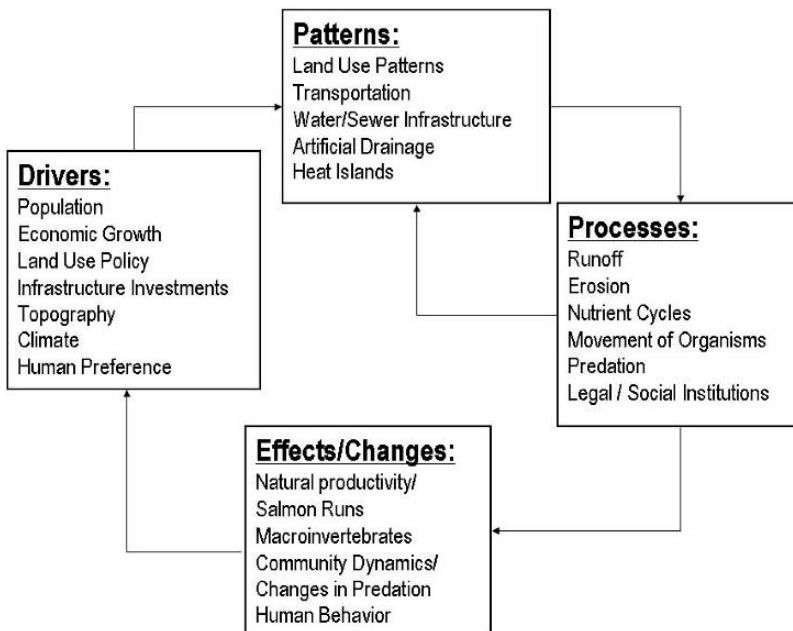 Patterns:
Land Use Patterns
Transportation
Water/Sewer Infrastructure
Artificial Drainage
Heat Islands
Drivers:
Population
Economic Growth
Land Use Policy
Infrastructure Investments
Topography
Climate
Human Preference
Processes:
Runoff
Erosion
Nutrient Cycles
Movement of Organisms
Predation
Legal / Social Institutions
Effects/Changes:
Natural productivity/
Salmon Runs
Macroinvertebrates
Community Dynamics/
Changes in Predation
Human Behavior